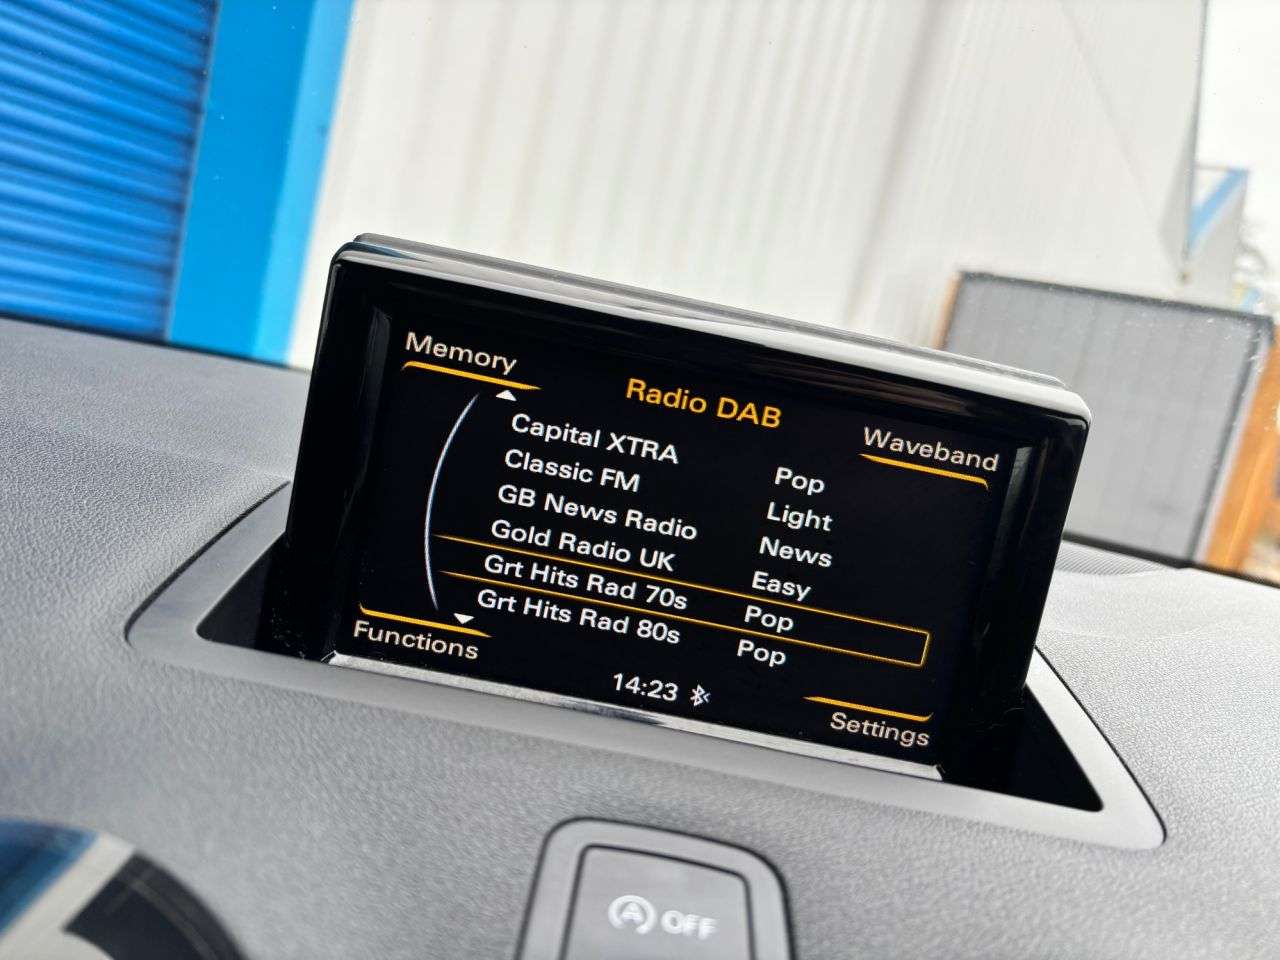 Memory
Radio DAB
Waveband
Capital XTRA Pop
Classic FM Light
GB News Radio News
Gold Radio UK Easy
Grt Hits Rad 70s Pop
Grt Hits Rad 80s Pop
Functions
14:23
Settings
A OFF